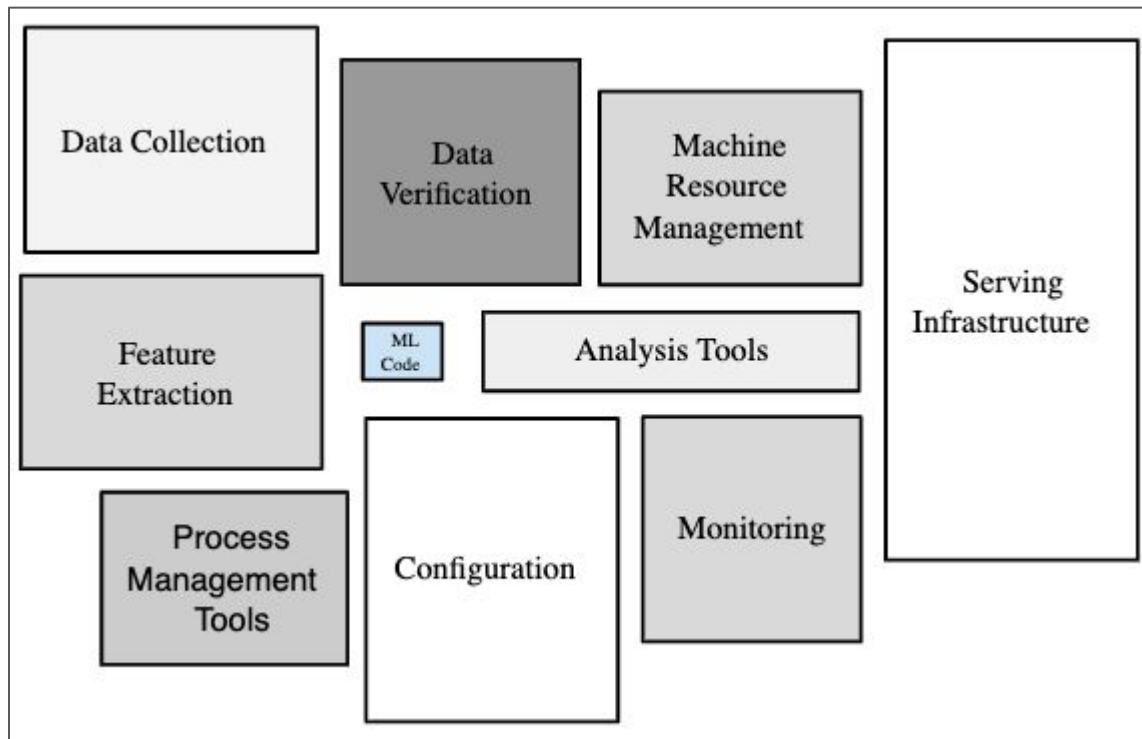 Data Collection
Data
Verification
Machine
Resource
Management
Serving
Infrastructure
Feature
Extraction
ML
Code
Analysis Tools
Process
Management
Tools
Configuration
Monitoring